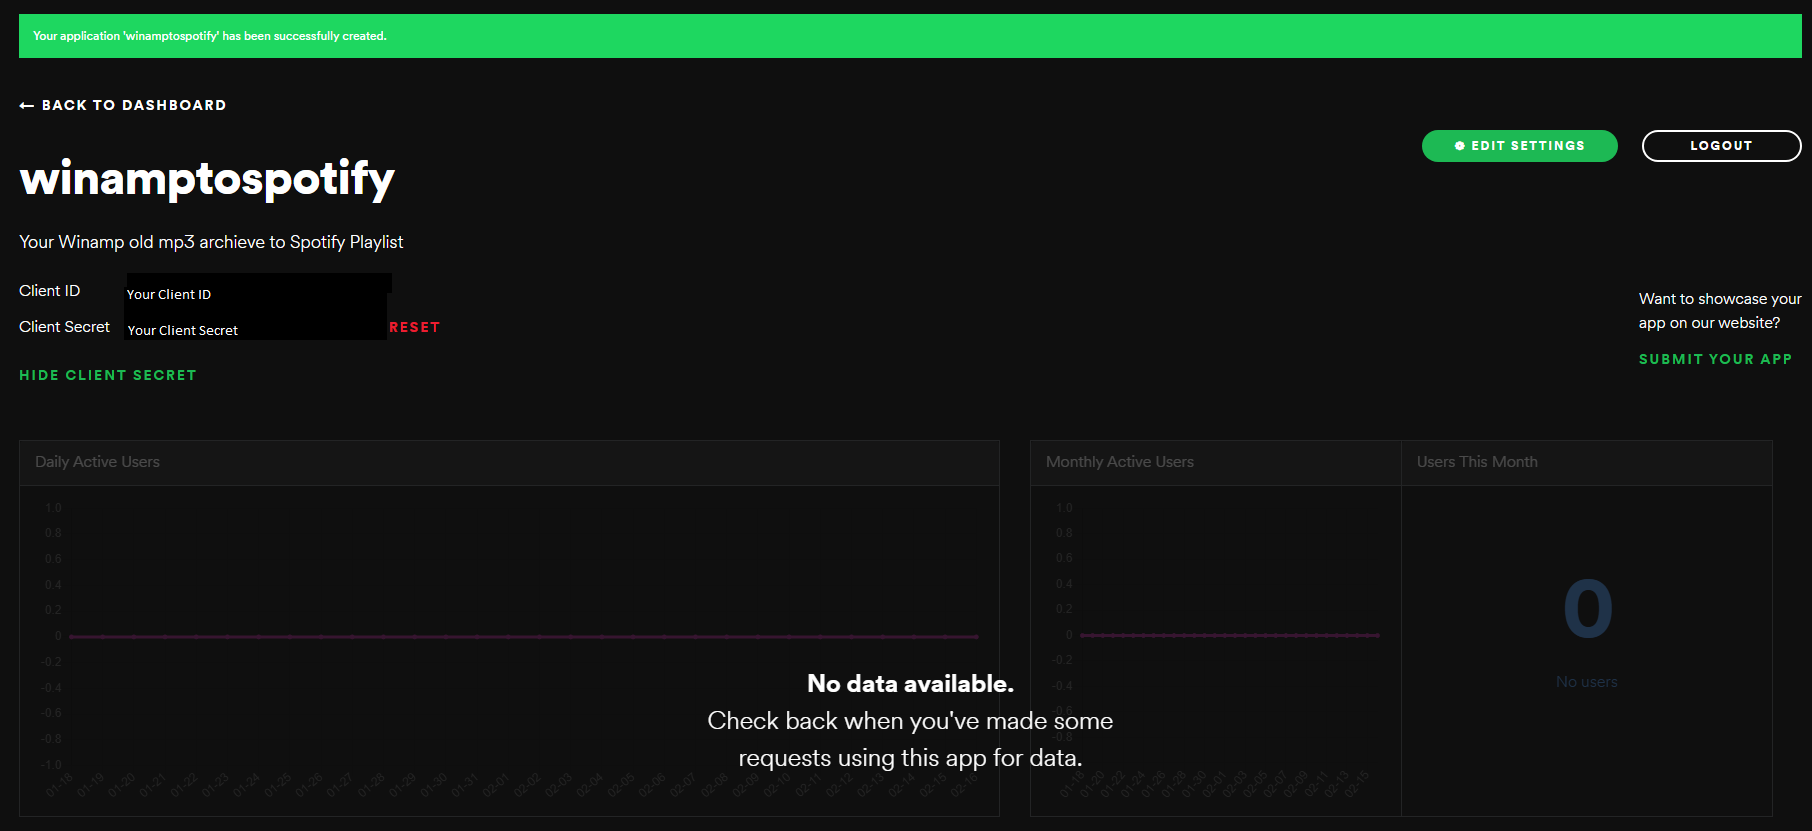 Your application 'winamptospotify' has been successfully created.
← BACK TO DASHBOARD
EDIT SETTINGS
LOGOUT
winamptospotify
Your Winamp old mp3 archieve to Spotify Playlist
Client ID
Your Client ID
Client Secret
Your Client Secret
RESET
HIDE CLIENT SECRET
Want to showcase your
app on our website?
SUBMIT YOUR APP
Daily Active Users
1.0
0.8
0.6
0.4
0.2
0
-0.2
-0.4
-0.6
-0.8
-1.0
01-18 01-19 01-20 01-21 01-22 01-23 01-24 01-25 01-26 01-27 01-28 01-29 01-30 01-31 02-01 02-02 02-03 02-04 02-05 02-06 02-07 02-08 02-09 02-10 02-11 02-12 02-13 02-14 02-15 02-16
Monthly Active Users
1.0
0.8
0.6
0.4
0.2
0
-0.2
-0.4
-0.6
-0.8
01-18 01-20 01-22 01-24 01-26 01-28 01-30 02-01 02-03 02-05 02-07 02-09 02-11 02-13 02-15
Users This Month
0
No users
No data available.
Check back when you've made some
requests using this app for data.